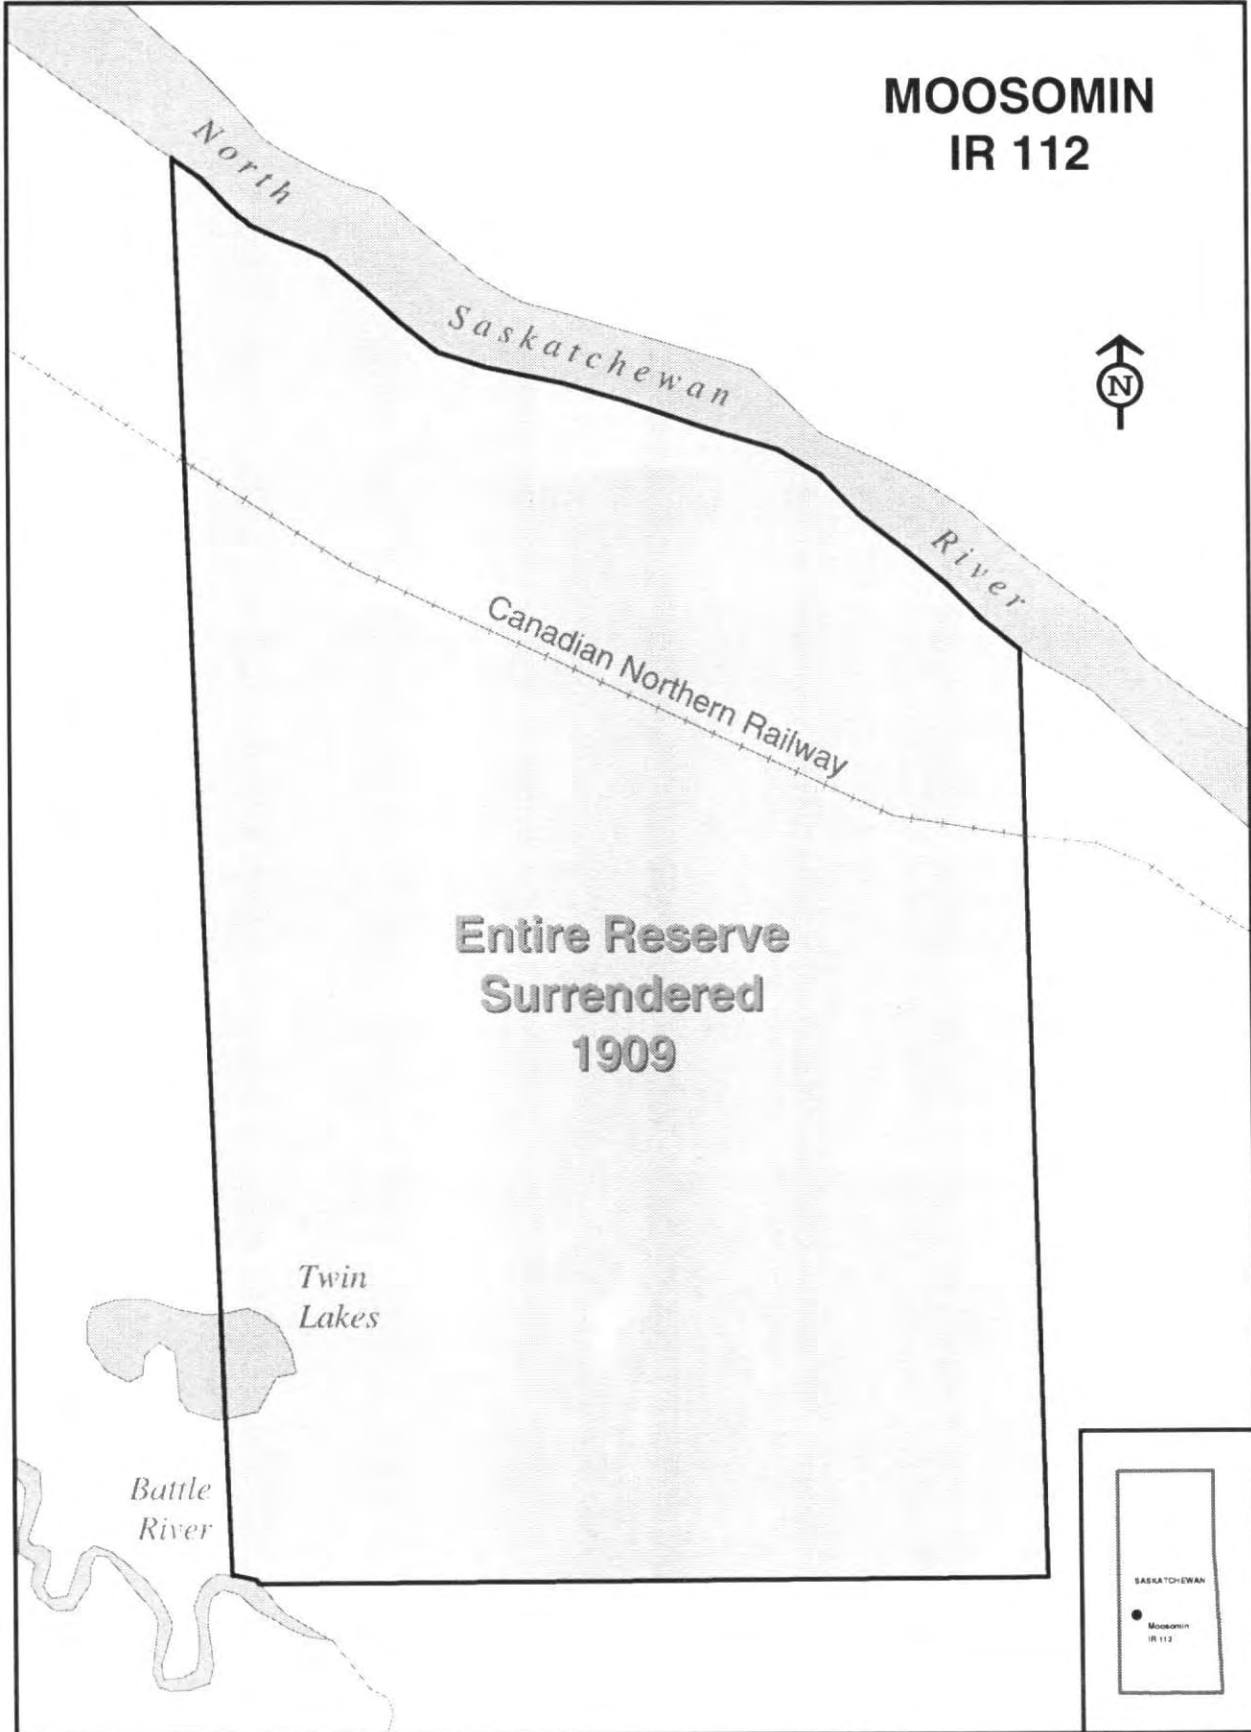 MOOSOMIN
IR 112
North
Saskatchewan
N
River
Canadian Northern Railway
Entire Reserve
Surrendered
1909
Twin
Lakes
Battle
River
SASKATCHEWAN
Moosomin
IR 112